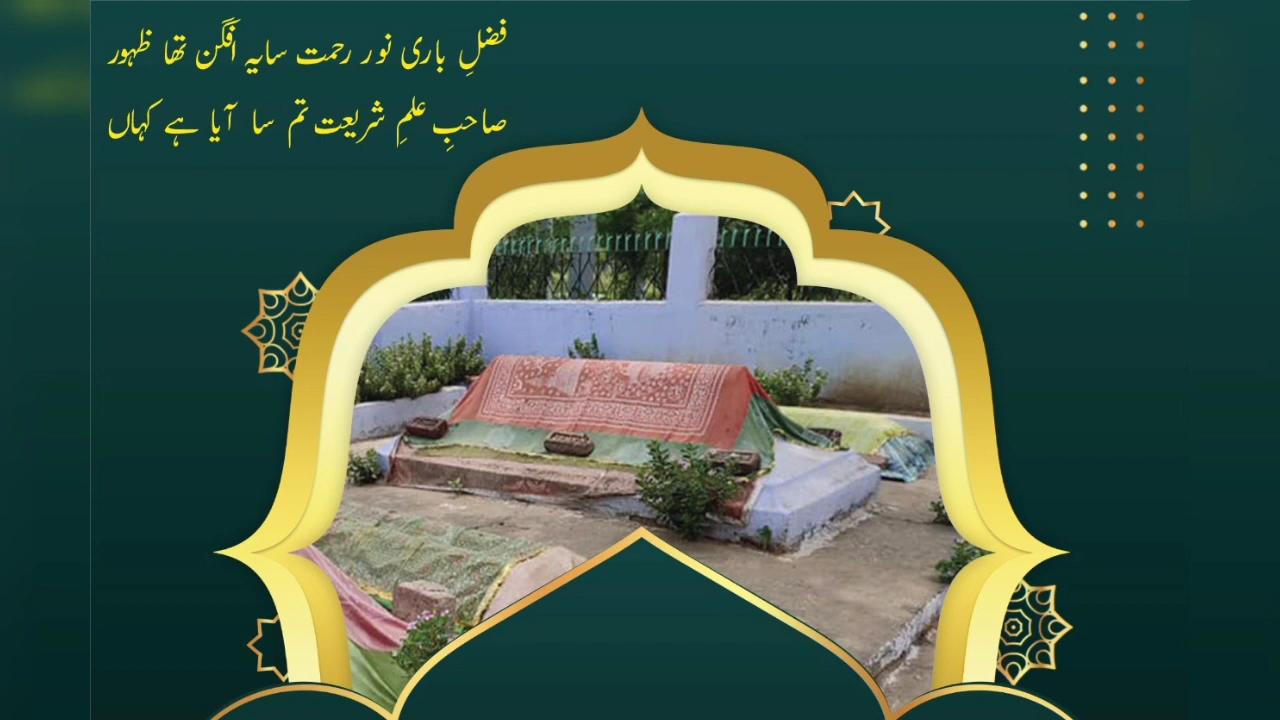 فضلِ باری نور رحمت سایہ افگن تھا ظہور
صاحبِ علمِ شریعت تم سا آیا ہے کہاں